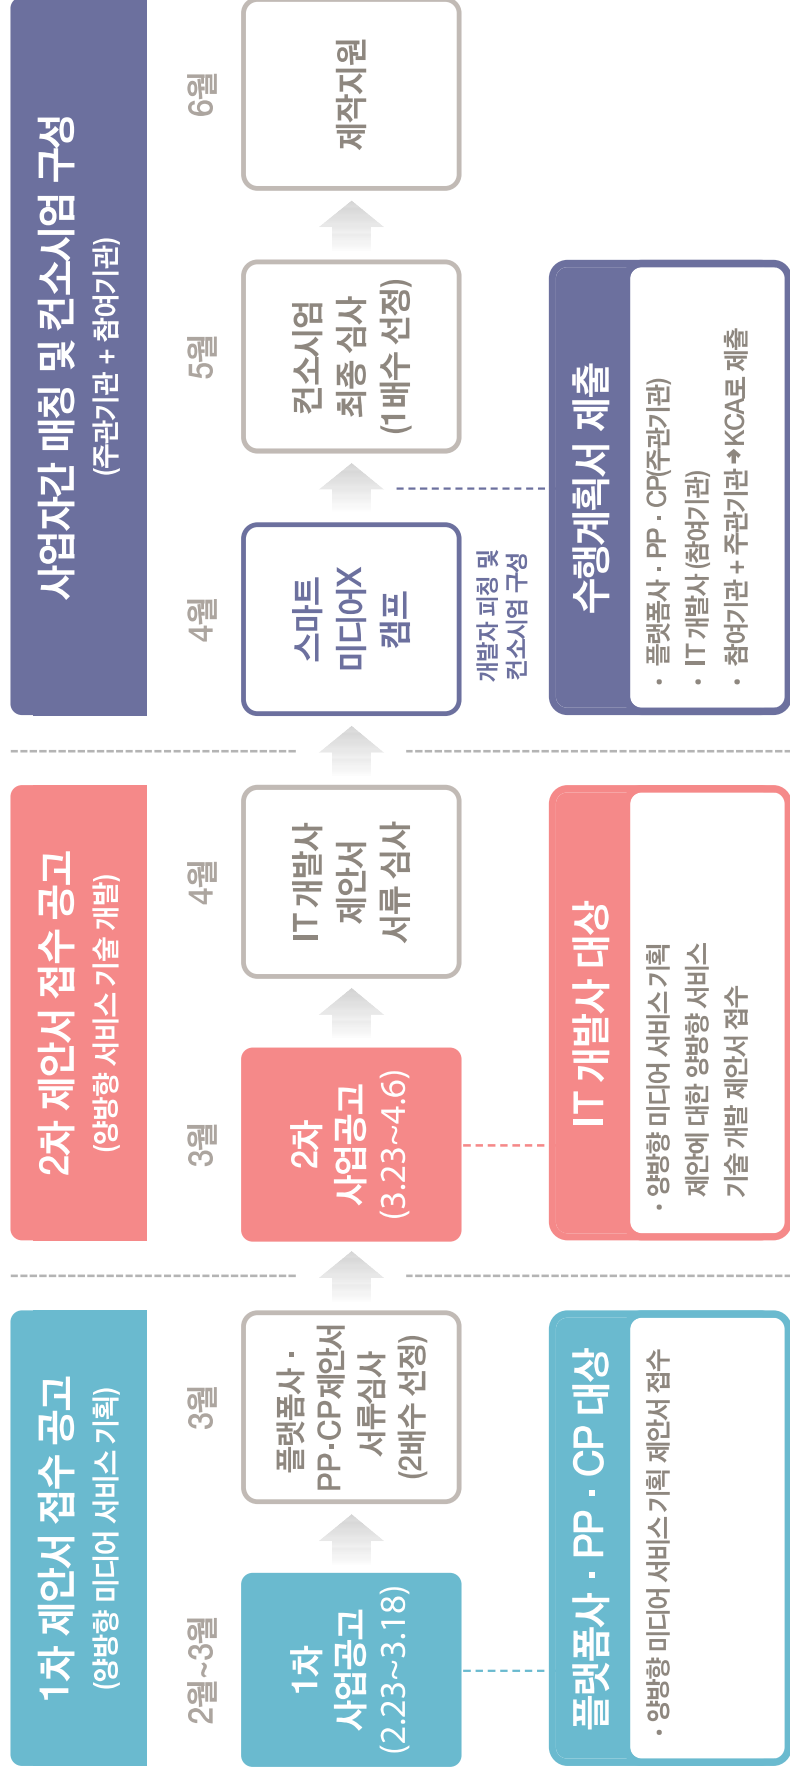 1차 제안서 접수 공고
(양방향 미디어 서비스 기획)
2차 제안서 접수 공고
(양방향 서비스 기술 개발)
사업자간 매칭 및 컨소시엄 구성
(주관기관 + 참여기관)
2월~3월
3월
3월
4월
4월
5월
6월
1차
사업공고
(2.23~3.18)
플랫폼사 ·
PP·CP제안서
서류심사
(2배수 선정)
2차
사업공고
(3.23~4.6)
IT 개발사
제안서
서류 심사
스마트
미디어X
캠프
컨소시엄
최종 심사
(1배수 선정)
제작지원
개발자 피칭 및
컨소시엄 구성
플랫폼사 · PP · CP 대상
· 양방향 미디어 서비스 기획 제안서 접수
IT 개발사 대상
· 양방향 미디어 서비스 기획
제안에 대한 양방향 서비스
기술 개발 제안서 접수
수행계획서 제출
· 플랫폼사 · PP · CP(주관기관)
· IT 개발사 (참여기관)
· 참여기관 + 주관기관 → KCA로 제출